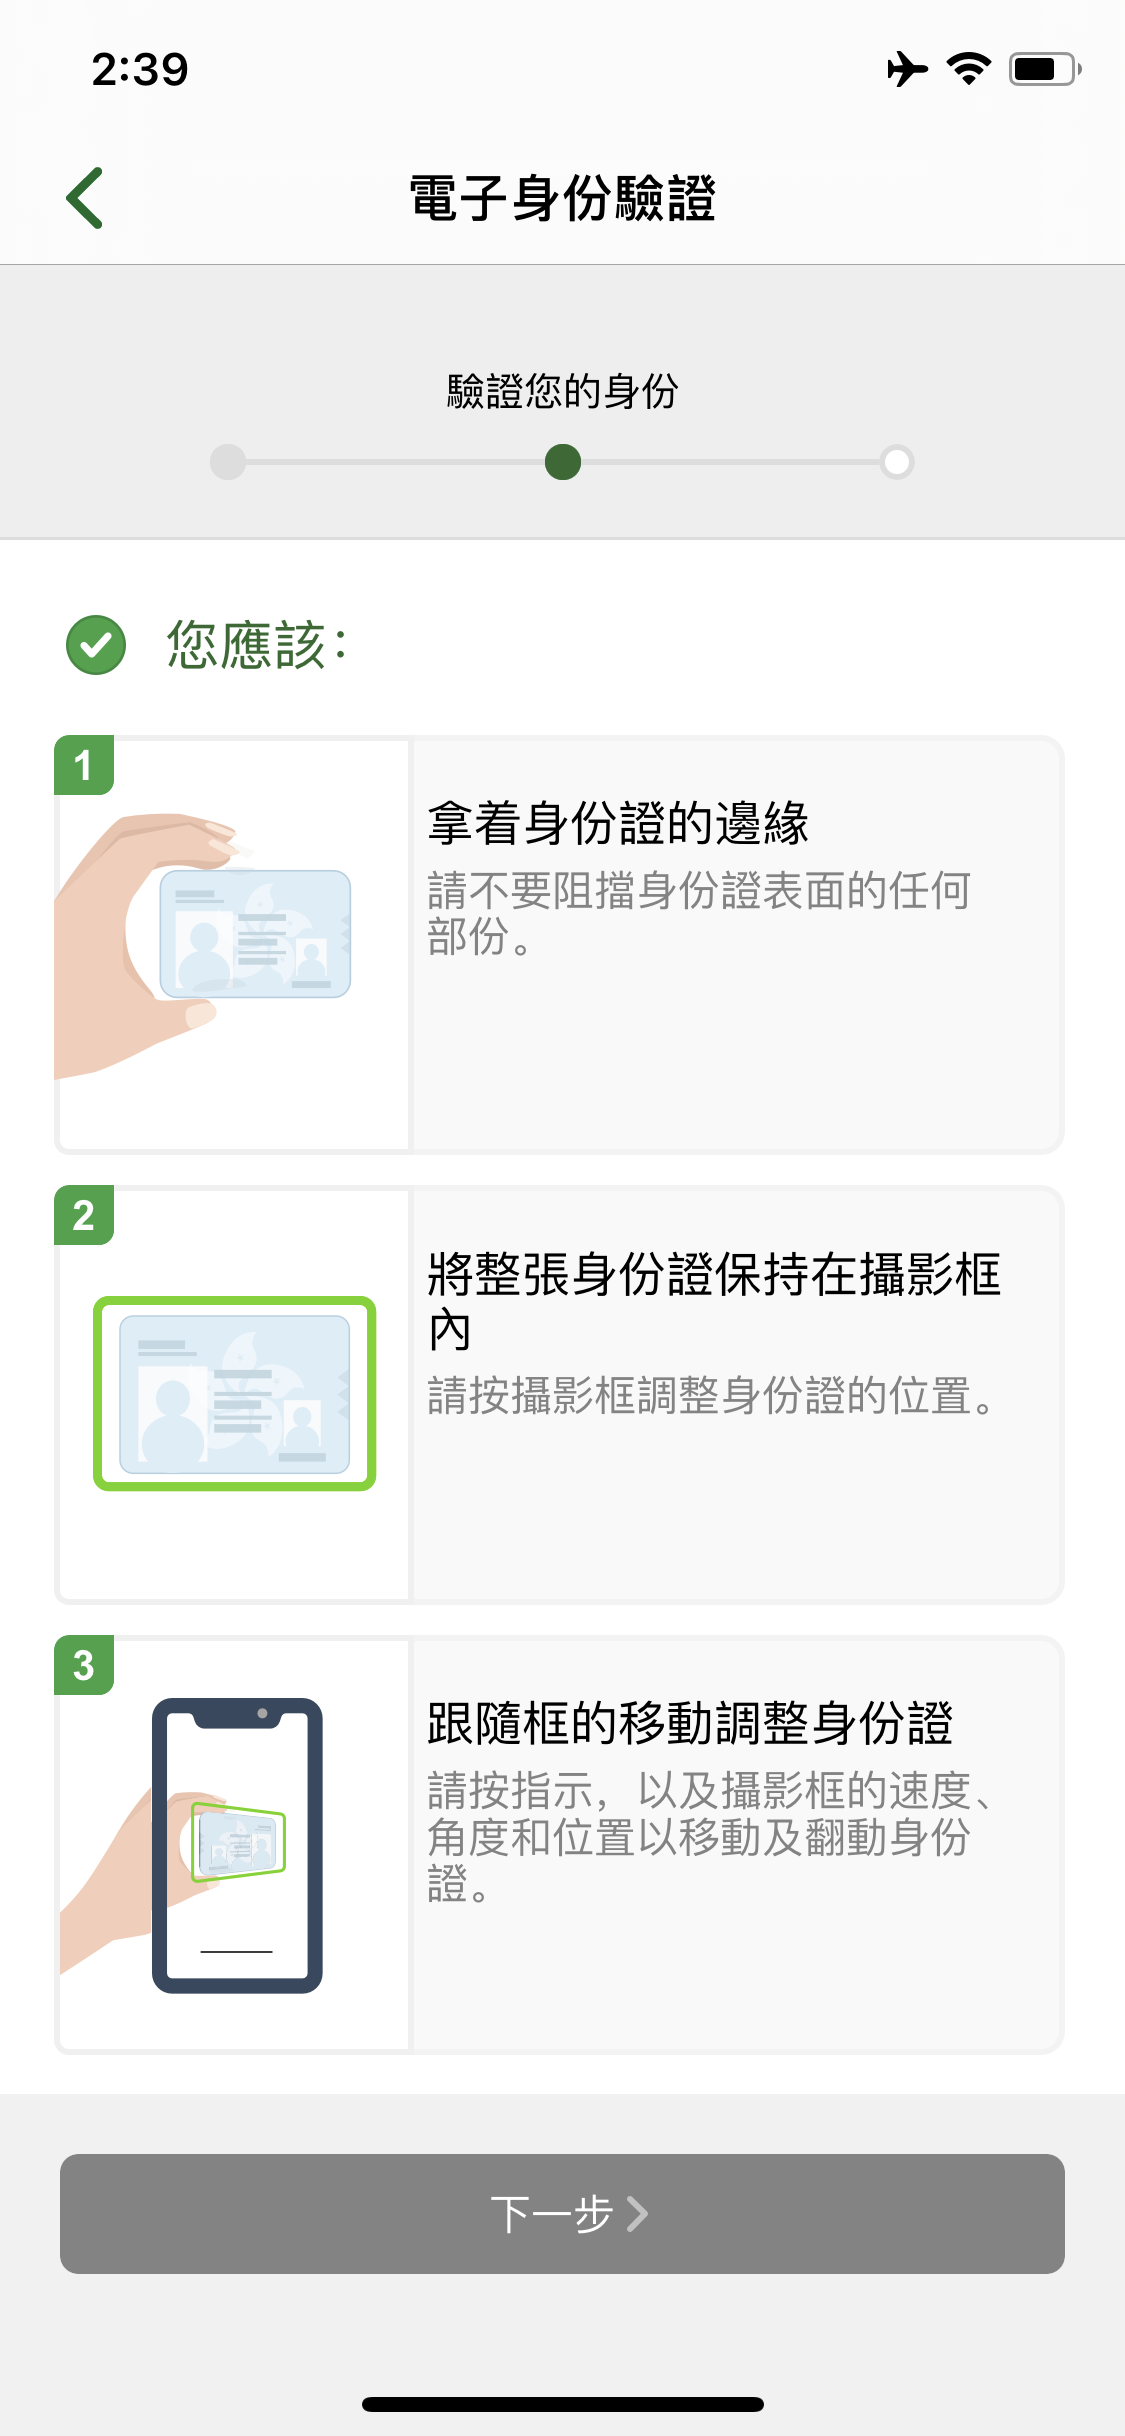 2:39
電子身份驗證
驗證您的身份
您應該：
1
拿着身份證的邊緣
請不要阻擋身份證表面的任何
部份。
2
將整張身份證保持在攝影框
內
請按攝影框調整身份證的位置。
3
跟隨框的移動調整身份證
請按指示，以及攝影框的速度、
角度和位置以移動及翻動身份
證。
下一步